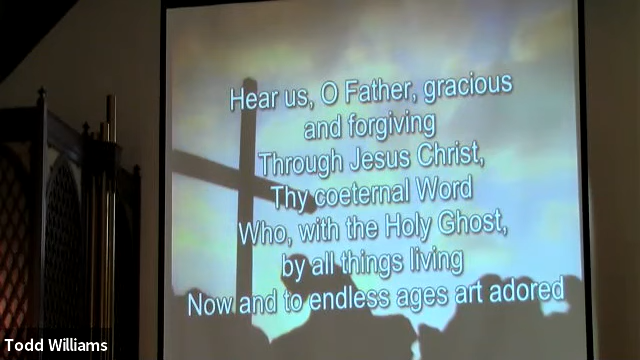 Hear us, O Father, gracious
and forgiving
Through Jesus Christ,
Thy coeternal Word
Who, with the Holy Ghost,
by all things living
Now and to endless ages art adored
Todd Williams